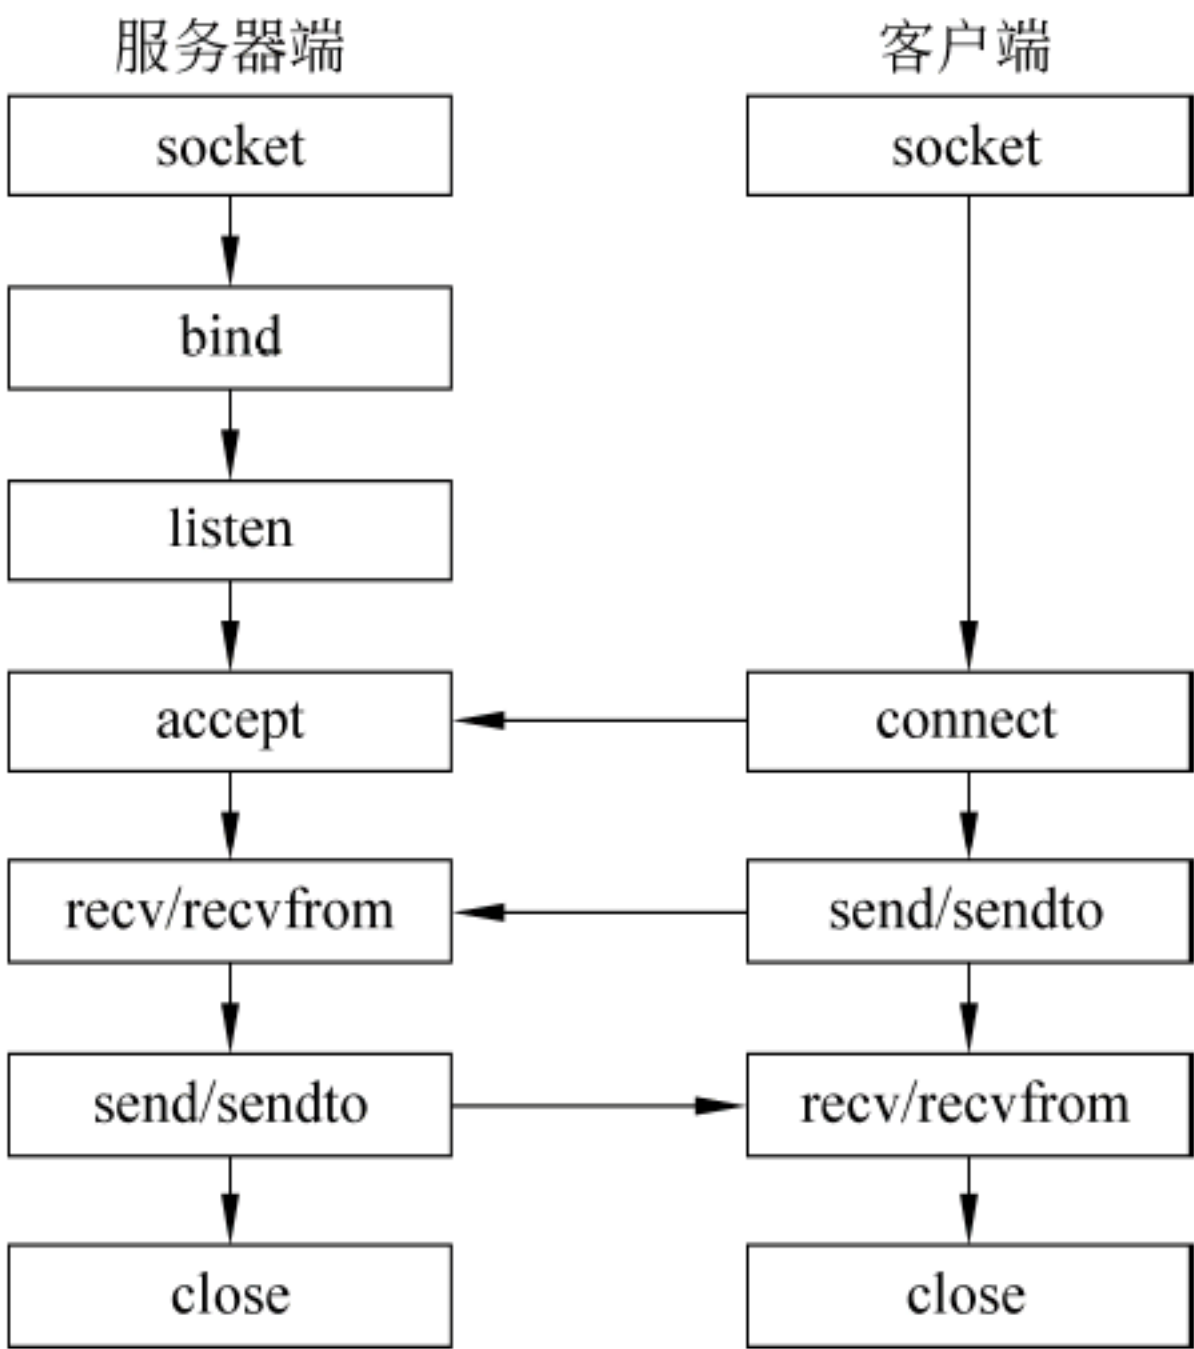 服务器端
客户端
socket
socket
bind
listen
accept
connect
recv/recvfrom
send/sendto
send/sendto
recv/recvfrom
close
close